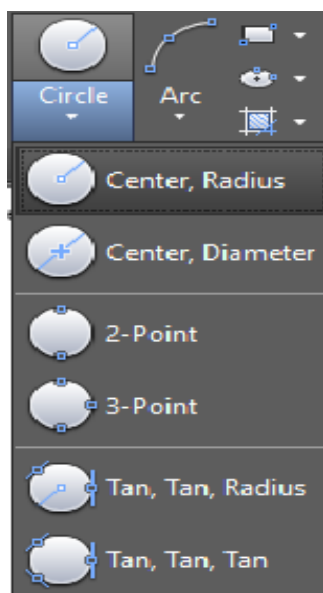 Circle
Arc
Center, Radius
Center, Diameter
2-Point
3-Point
Tan, Tan, Radius
Tan, Tan, Tan